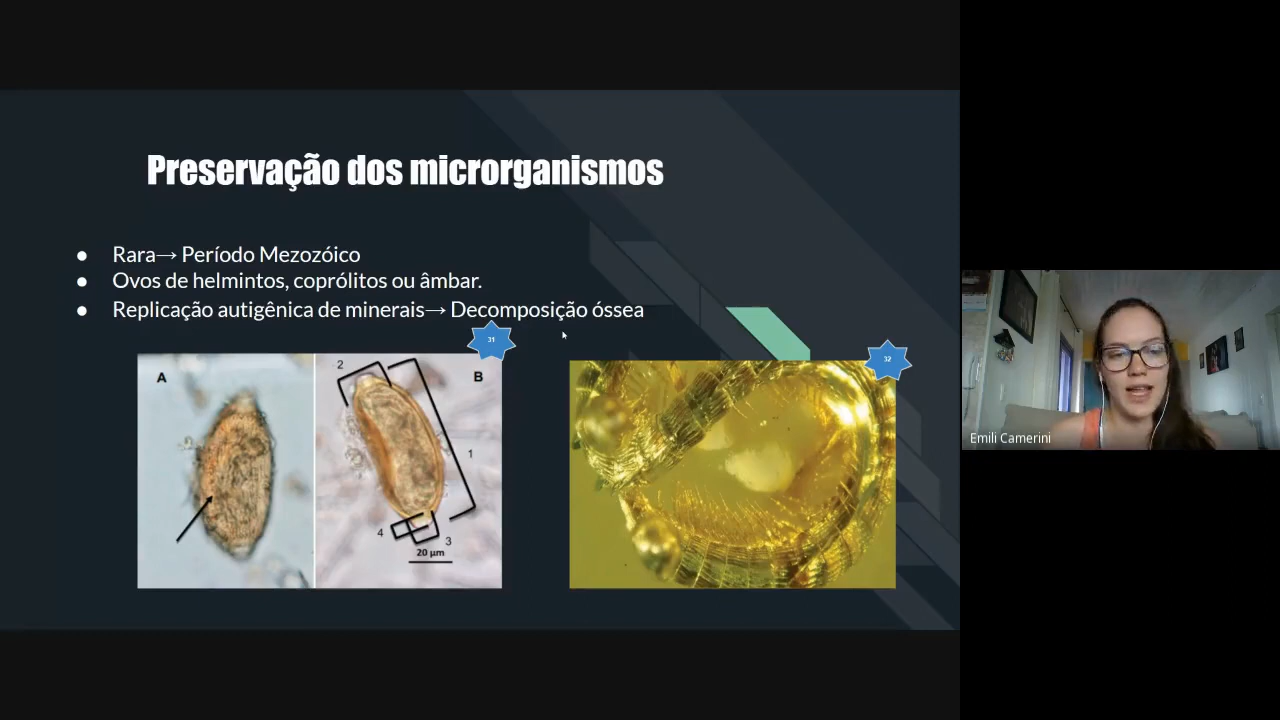 Preservação dos microrganismos
● Rara→ Período Mezozóico
● Ovos de helmintos, coprólitos ou âmbar.
● Replicação autigênica de minerais→ Decomposição óssea
31
32
A
2
B
1
4
3
20 µm
Emili Camerini